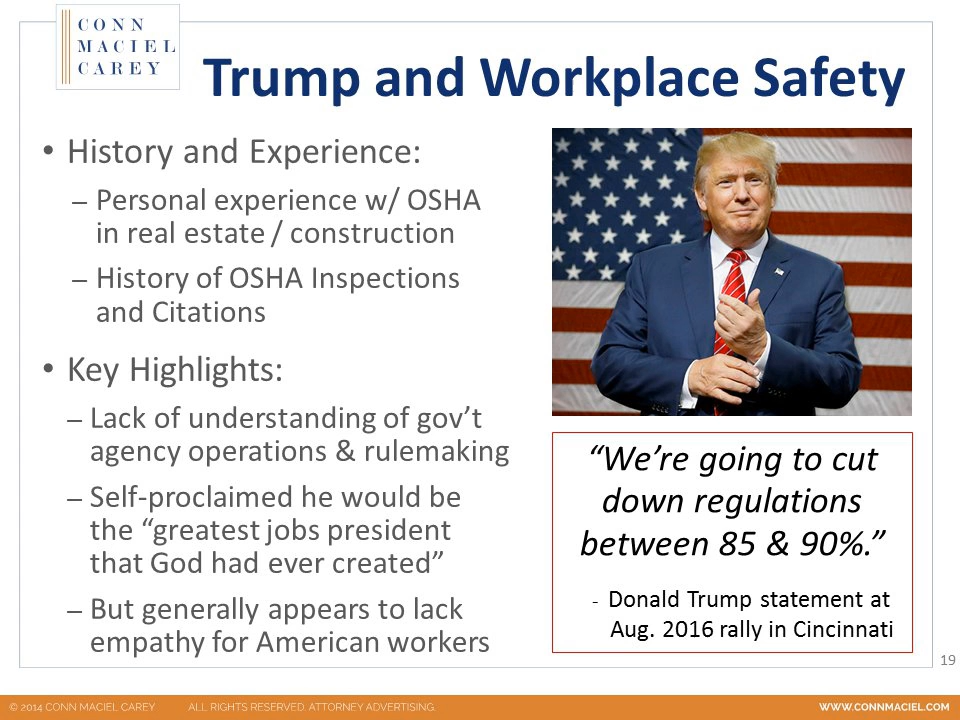 CONN
MACIEL
CAREY
Trump and Workplace Safety
• History and Experience:
– Personal experience w/ OSHA
in real estate / construction
– History of OSHA Inspections
and Citations
• Key Highlights:
– Lack of understanding of gov’t
agency operations & rulemaking
– Self-proclaimed he would be
the “greatest jobs president
that God had ever created”
– But generally appears to lack
empathy for American workers
“We’re going to cut
down regulations
between 85 & 90%.”
- Donald Trump statement at
Aug. 2016 rally in Cincinnati
19
© 2014 CONN MACIEL CAREY ALL RIGHTS RESERVED. ATTORNEY ADVERTISING. WWW.CONNMACIEL.COM